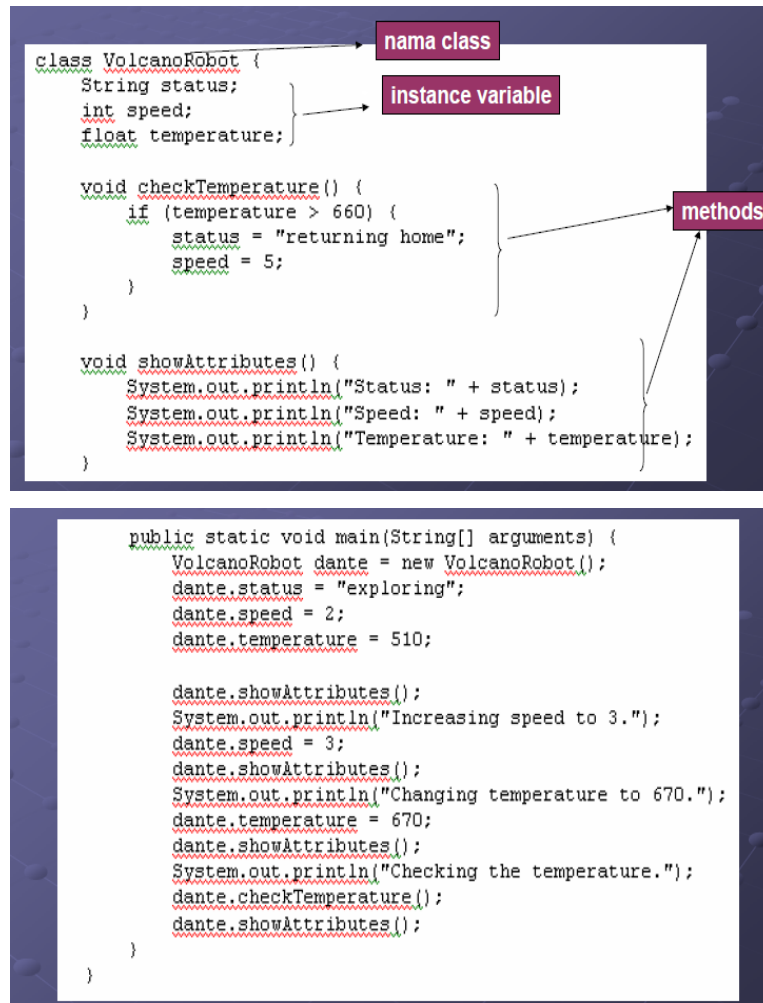 nama class
class VolcanoRobot {
String status;
instance variable
int speed;
float temperature;
void checkTemperature() {
if (temperature > 660) {
methods
status = "returning home";
speed = 5;
}
}
void showAttributes() {
System.out.println("Status: " + status);
System.out.println("Speed: " + speed);
System.out.println("Temperature: " + temperature);
}
public static void main(String[] arguments) {
VolcanoRobot dante = new VolcanoRobot();
dante.status = "exploring";
dante.speed = 2;
dante.temperature = 510;
dante.showAttributes();
System.out.println("Increasing speed to 3.");
dante.speed = 3;
dante.showAttributes();
System.out.println("Changing temperature to 670.");
dante.temperature = 670;
dante.showAttributes();
System.out.println("Checking the temperature.");
dante.checkTemperature();
dante.showAttributes();
}
}